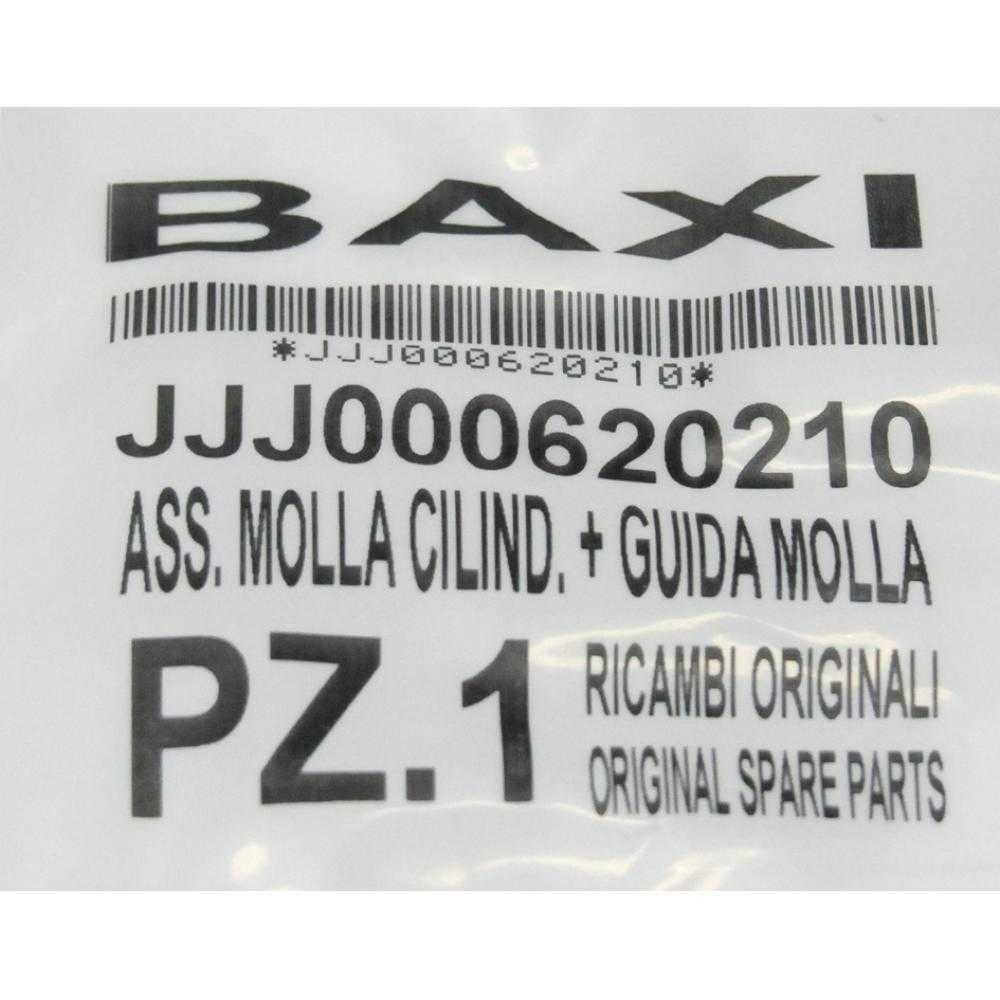 BAXI
*JJJ000620210*
JJJ000620210
ASS. MOLLA CILIND. + GUIDA MOLLA
PZ.1
RICAMBI ORIGINALI
ORIGINAL SPARE PARTS